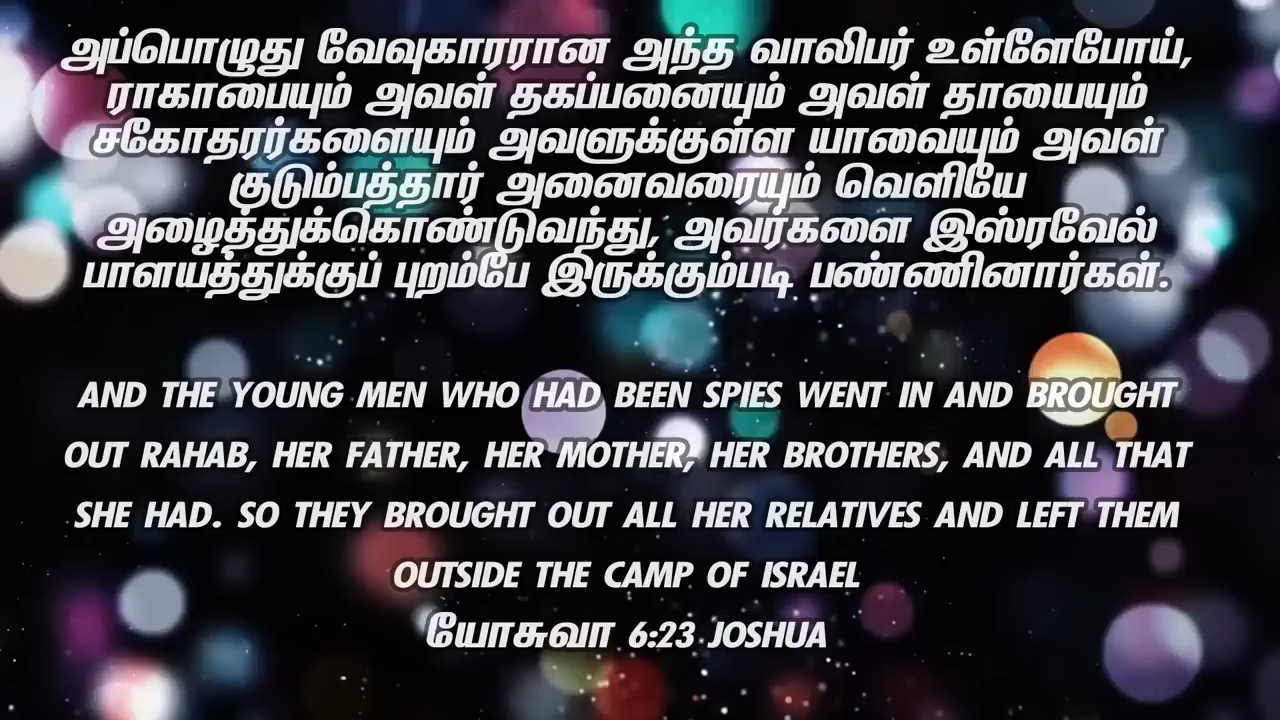 அப்பொழுது வேவுகாரரான அந்த வாலிபர் உள்ளேபோய்,
ராகாபையும் அவள் தகப்பனையும் அவள் தாயையும்
சகோதரர்களையும் அவளுக்குள்ள யாவையும் அவள்
குடும்பத்தார் அனைவரையும் வெளியே
அழைத்துக்கொண்டுவந்து, அவர்களை இஸ்ரவேல்
பாளயத்துக்குப் புறம்பே இருக்கும்படி பண்ணினார்கள்.
AND THE YOUNG MEN WHO HAD BEEN SPIES WENT IN AND BROUGHT
OUT RAHAB, HER FATHER, HER MOTHER, HER BROTHERS, AND ALL THAT
SHE HAD. SO THEY BROUGHT OUT ALL HER RELATIVES AND LEFT THEM
OUTSIDE THE CAMP OF ISRAEL
யோசுவா 6:23 JOSHUA